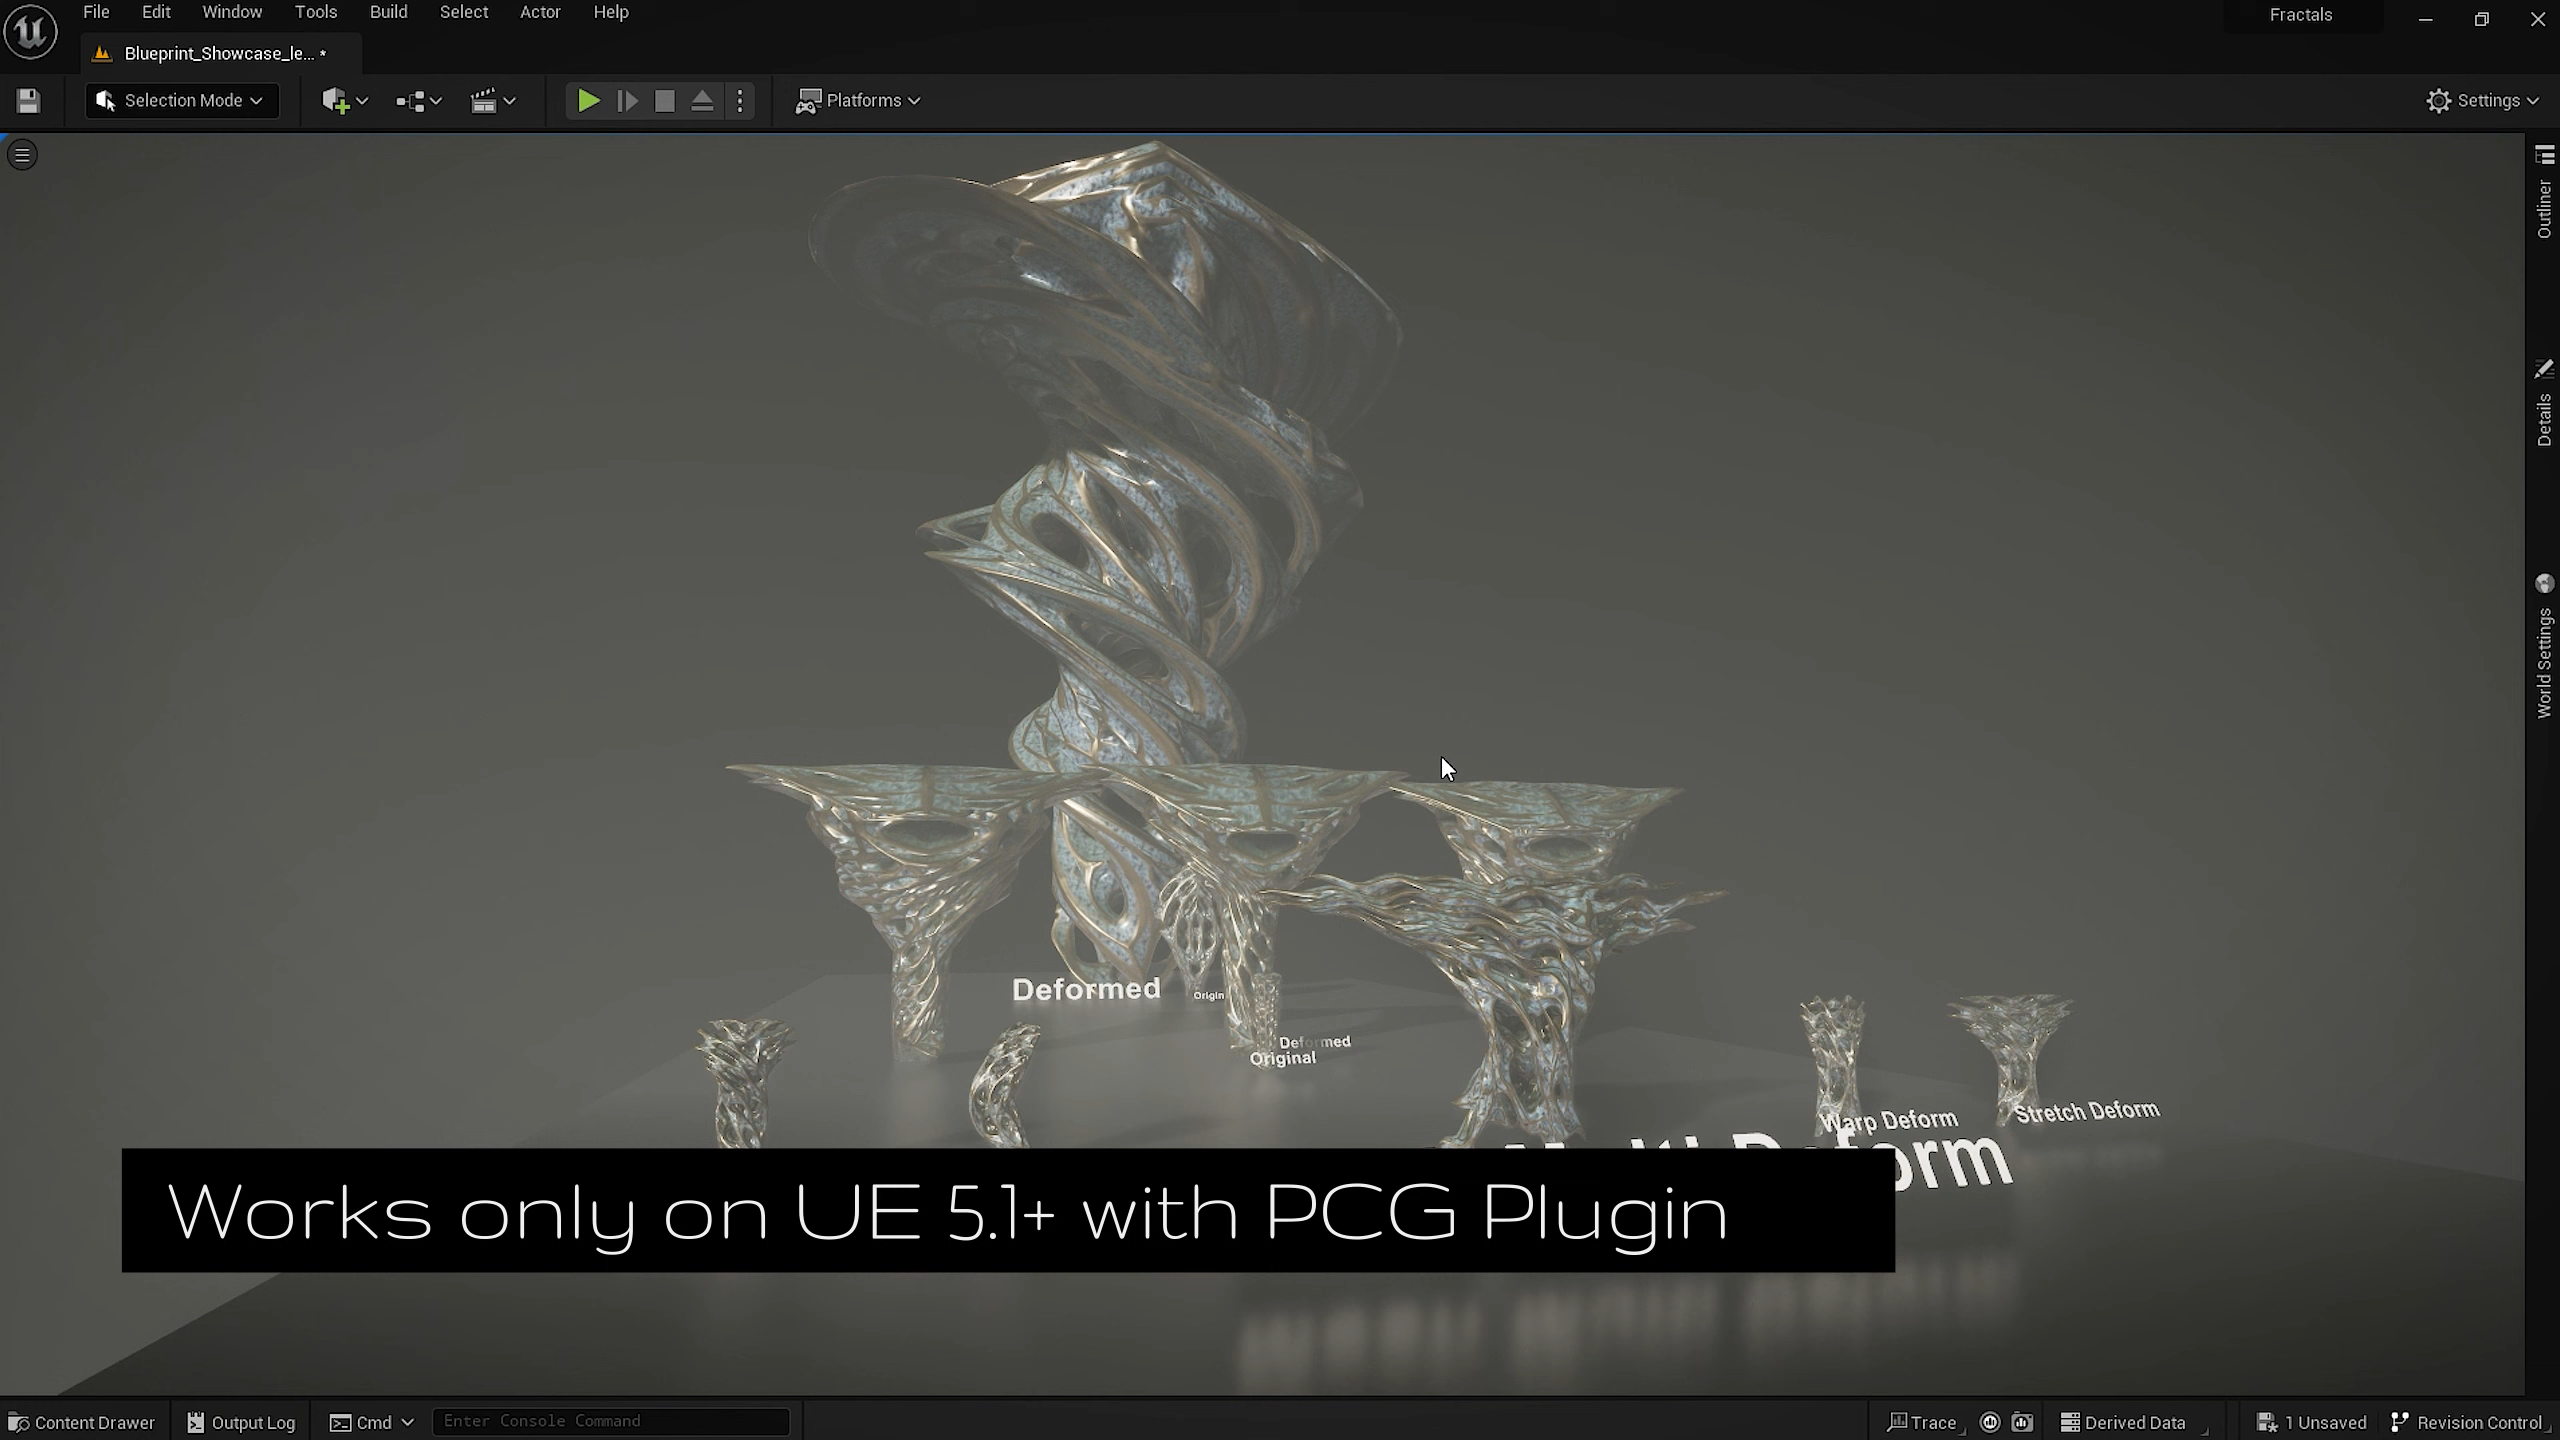 File Edit Window Tools Build Select Actor Help
Fractals
Blueprint_Showcase_le... *
Selection Mode
Platforms
Settings
Outliner
Details
World Settings
Deformed
Origin
Deformed
Original
Warp Deform
Stretch Deform
Works only on UE 5.1+ with PCG Plugin
Content Drawer
Output Log
Cmd
Enter Console Command
Trace
Derived Data
1 Unsaved
Revision Control